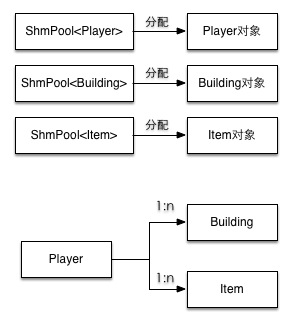 ShmPool<Player>
分配
Player对象
ShmPool<Building>
分配
Building对象
ShmPool<Item>
分配
Item对象
1:n
Building
Player
1:n
Item